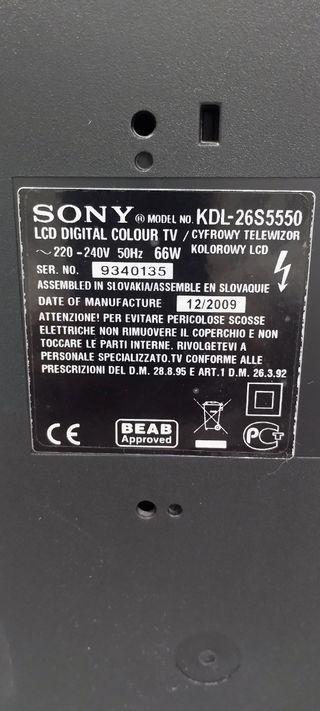 SONY ® MODEL NO. KDL-26S5550
LCD DIGITAL COLOUR TV / CYFROWY TELEWIZOR
~220-240V 50Hz 66W KOLOROWY LCD
SER. NO. 9340135
ASSEMBLED IN SLOVAKIA/ASSEMBLE EN SLOVAQUIE
DATE OF MANUFACTURE 12/2009
ATTENZIONE! PER EVITARE PERICOLOSE SCOSSE
ELETTRICHE NON RIMUOVERE IL COPERCHIO E NON
TOCCARE LE PARTI INTERNE. RIVOLGETEVI A
PERSONALE SPECIALIZZATO.TV CONFORME ALLE
PRESCRIZIONI DEL D.M. 28.8.95 E ART.1 D.M. 26.3.92
CE BEAB Approved PCT